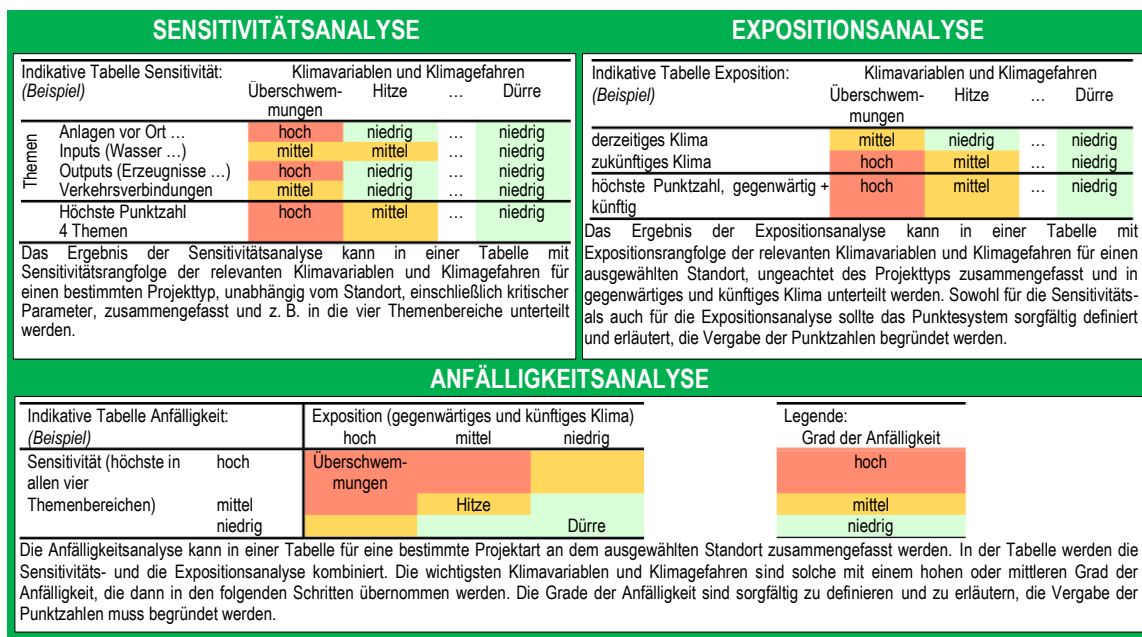 SENSITIVITÄTSANALYSE
Indikative Tabelle Sensitivität: Klimavariablen und Klimagefahren
(Beispiel) Überschwem- Hitze … Dürre
mungen
Themen
Anlagen vor Ort … hoch niedrig … niedrig
Inputs (Wasser …) mittel mittel … niedrig
Outputs (Erzeugnisse …) hoch niedrig … niedrig
Verkehrsverbindungen mittel niedrig … niedrig
Höchste Punktzahl hoch mittel … niedrig
4 Themen
Das Ergebnis der Sensitivitätsanalyse kann in einer Tabelle mit
Sensitivitätsrangfolge der relevanten Klimavariablen und Klimagefahren für
einen bestimmten Projekttyp, unabhängig vom Standort, einschließlich kritischer
Parameter, zusammengefasst und z. B. in die vier Themenbereiche unterteilt
werden.
EXPOSITIONSANALYSE
Indikative Tabelle Exposition: Klimavariablen und Klimagefahren
(Beispiel) Überschwem- Hitze … Dürre
mungen
derzeitiges Klima mittel niedrig … niedrig
zukünftiges Klima hoch mittel … niedrig
höchste Punktzahl, gegenwärtig + hoch mittel … niedrig
künftig
Das Ergebnis der Expositionsanalyse kann in einer Tabelle mit
Expositionsrangfolge der relevanten Klimavariablen und Klimagefahren für einen
ausgewählten Standort, ungeachtet des Projekttyps zusammengefasst und in
gegenwärtiges und künftiges Klima unterteilt werden. Sowohl für die Sensitivitäts-
als auch für die Expositionsanalyse sollte das Punktesystem sorgfältig definiert
und erläutert, die Vergabe der Punktzahlen begründet werden.
ANFÄLLIGKEITSANALYSE
Indikative Tabelle Anfälligkeit: Exposition (gegenwärtiges und künftiges Klima)
(Beispiel) hoch mittel niedrig
Sensitivität (höchste in hoch Überschwem-
allen vier mungen
Themenbereichen) mittel Hitze
niedrig Dürre
Legende:
Grad der Anfälligkeit
hoch
mittel
niedrig
Die Anfälligkeitsanalyse kann in einer Tabelle für eine bestimmte Projektart an dem ausgewählten Standort zusammengefasst werden. In der Tabelle werden die
Sensitivitäts- und die Expositionsanalyse kombiniert. Die wichtigsten Klimavariablen und Klimagefahren sind solche mit einem hohen oder mittleren Grad der
Anfälligkeit, die dann in den folgenden Schritten übernommen werden. Die Grade der Anfälligkeit sind sorgfältig zu definieren und zu erläutern, die Vergabe der
Punktzahlen muss begründet werden.